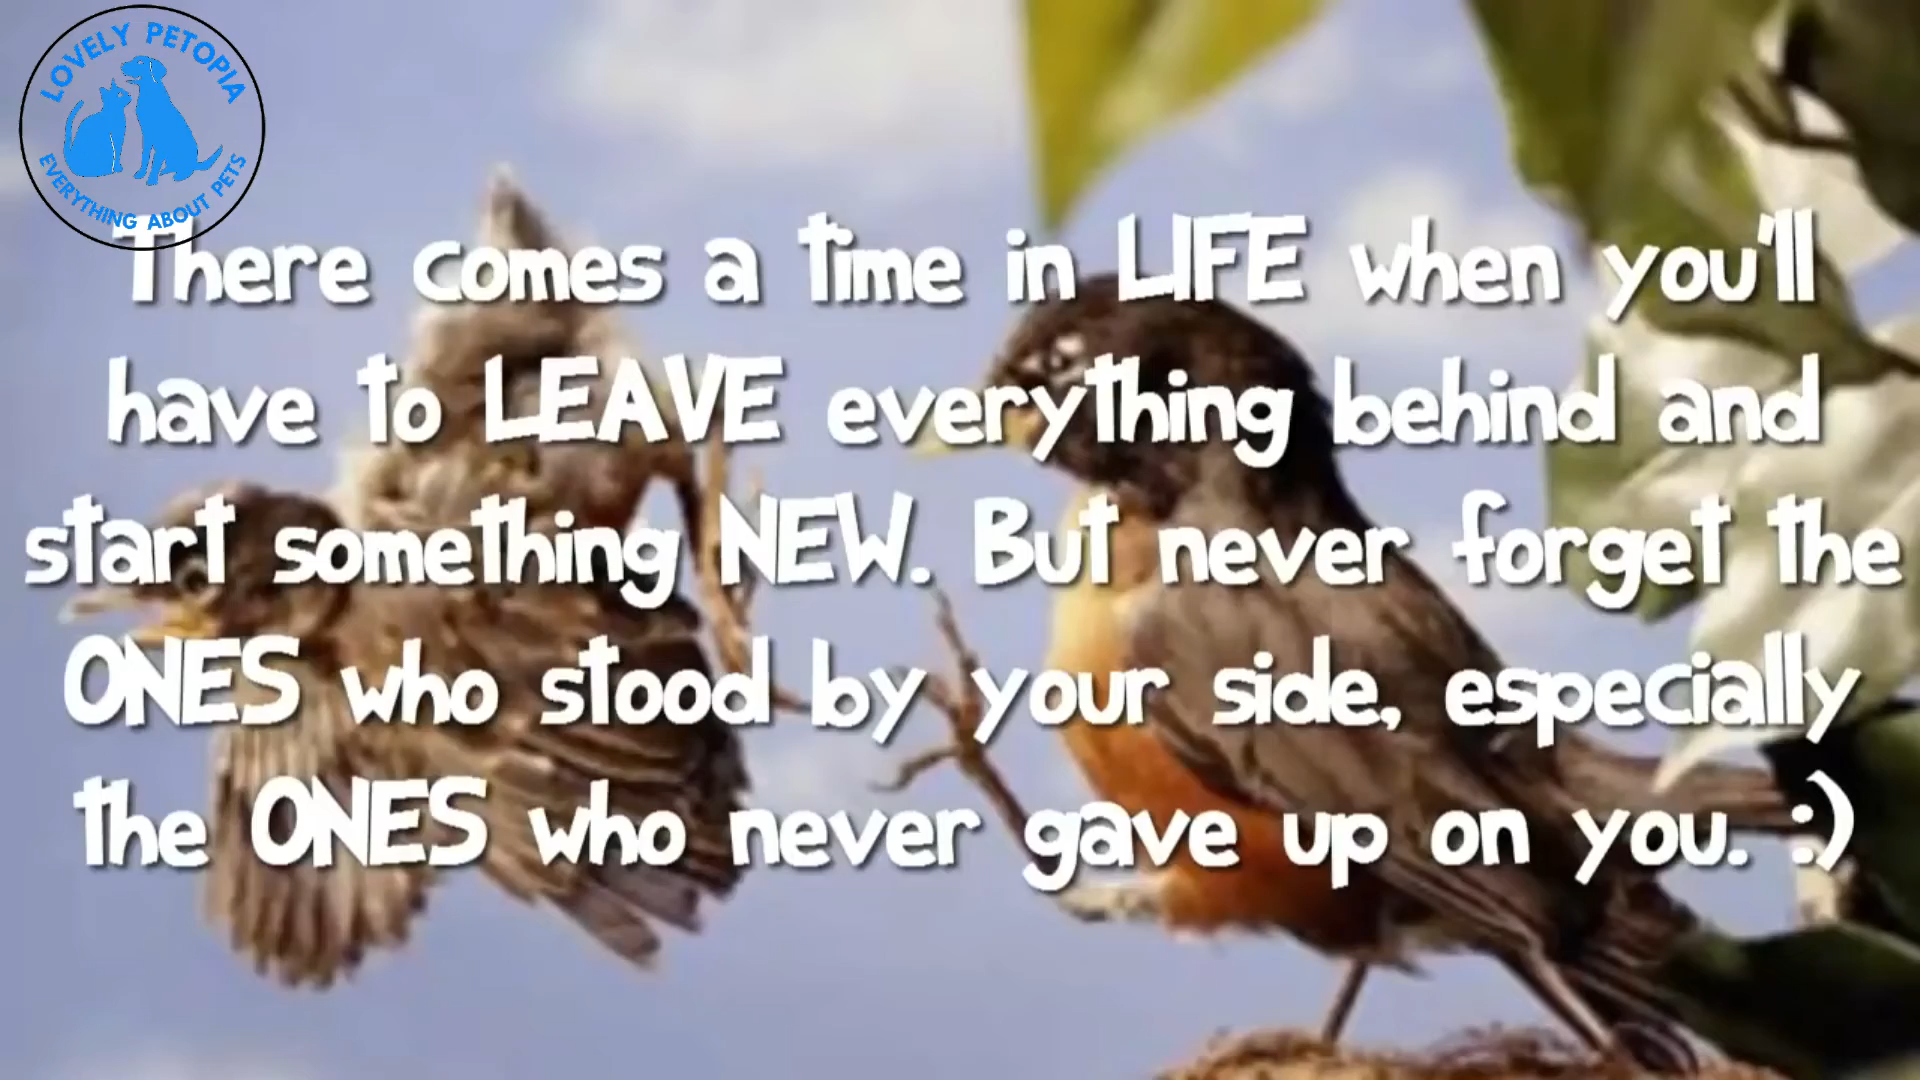 LOVELY PETOPIA
EVERYTHING ABOUT PETS
There comes a time in LIFE when you'll
have to LEAVE everything behind and
start something NEW. But never forget the
ONES who stood by your side, especially
the ONES who never gave up on you. :)